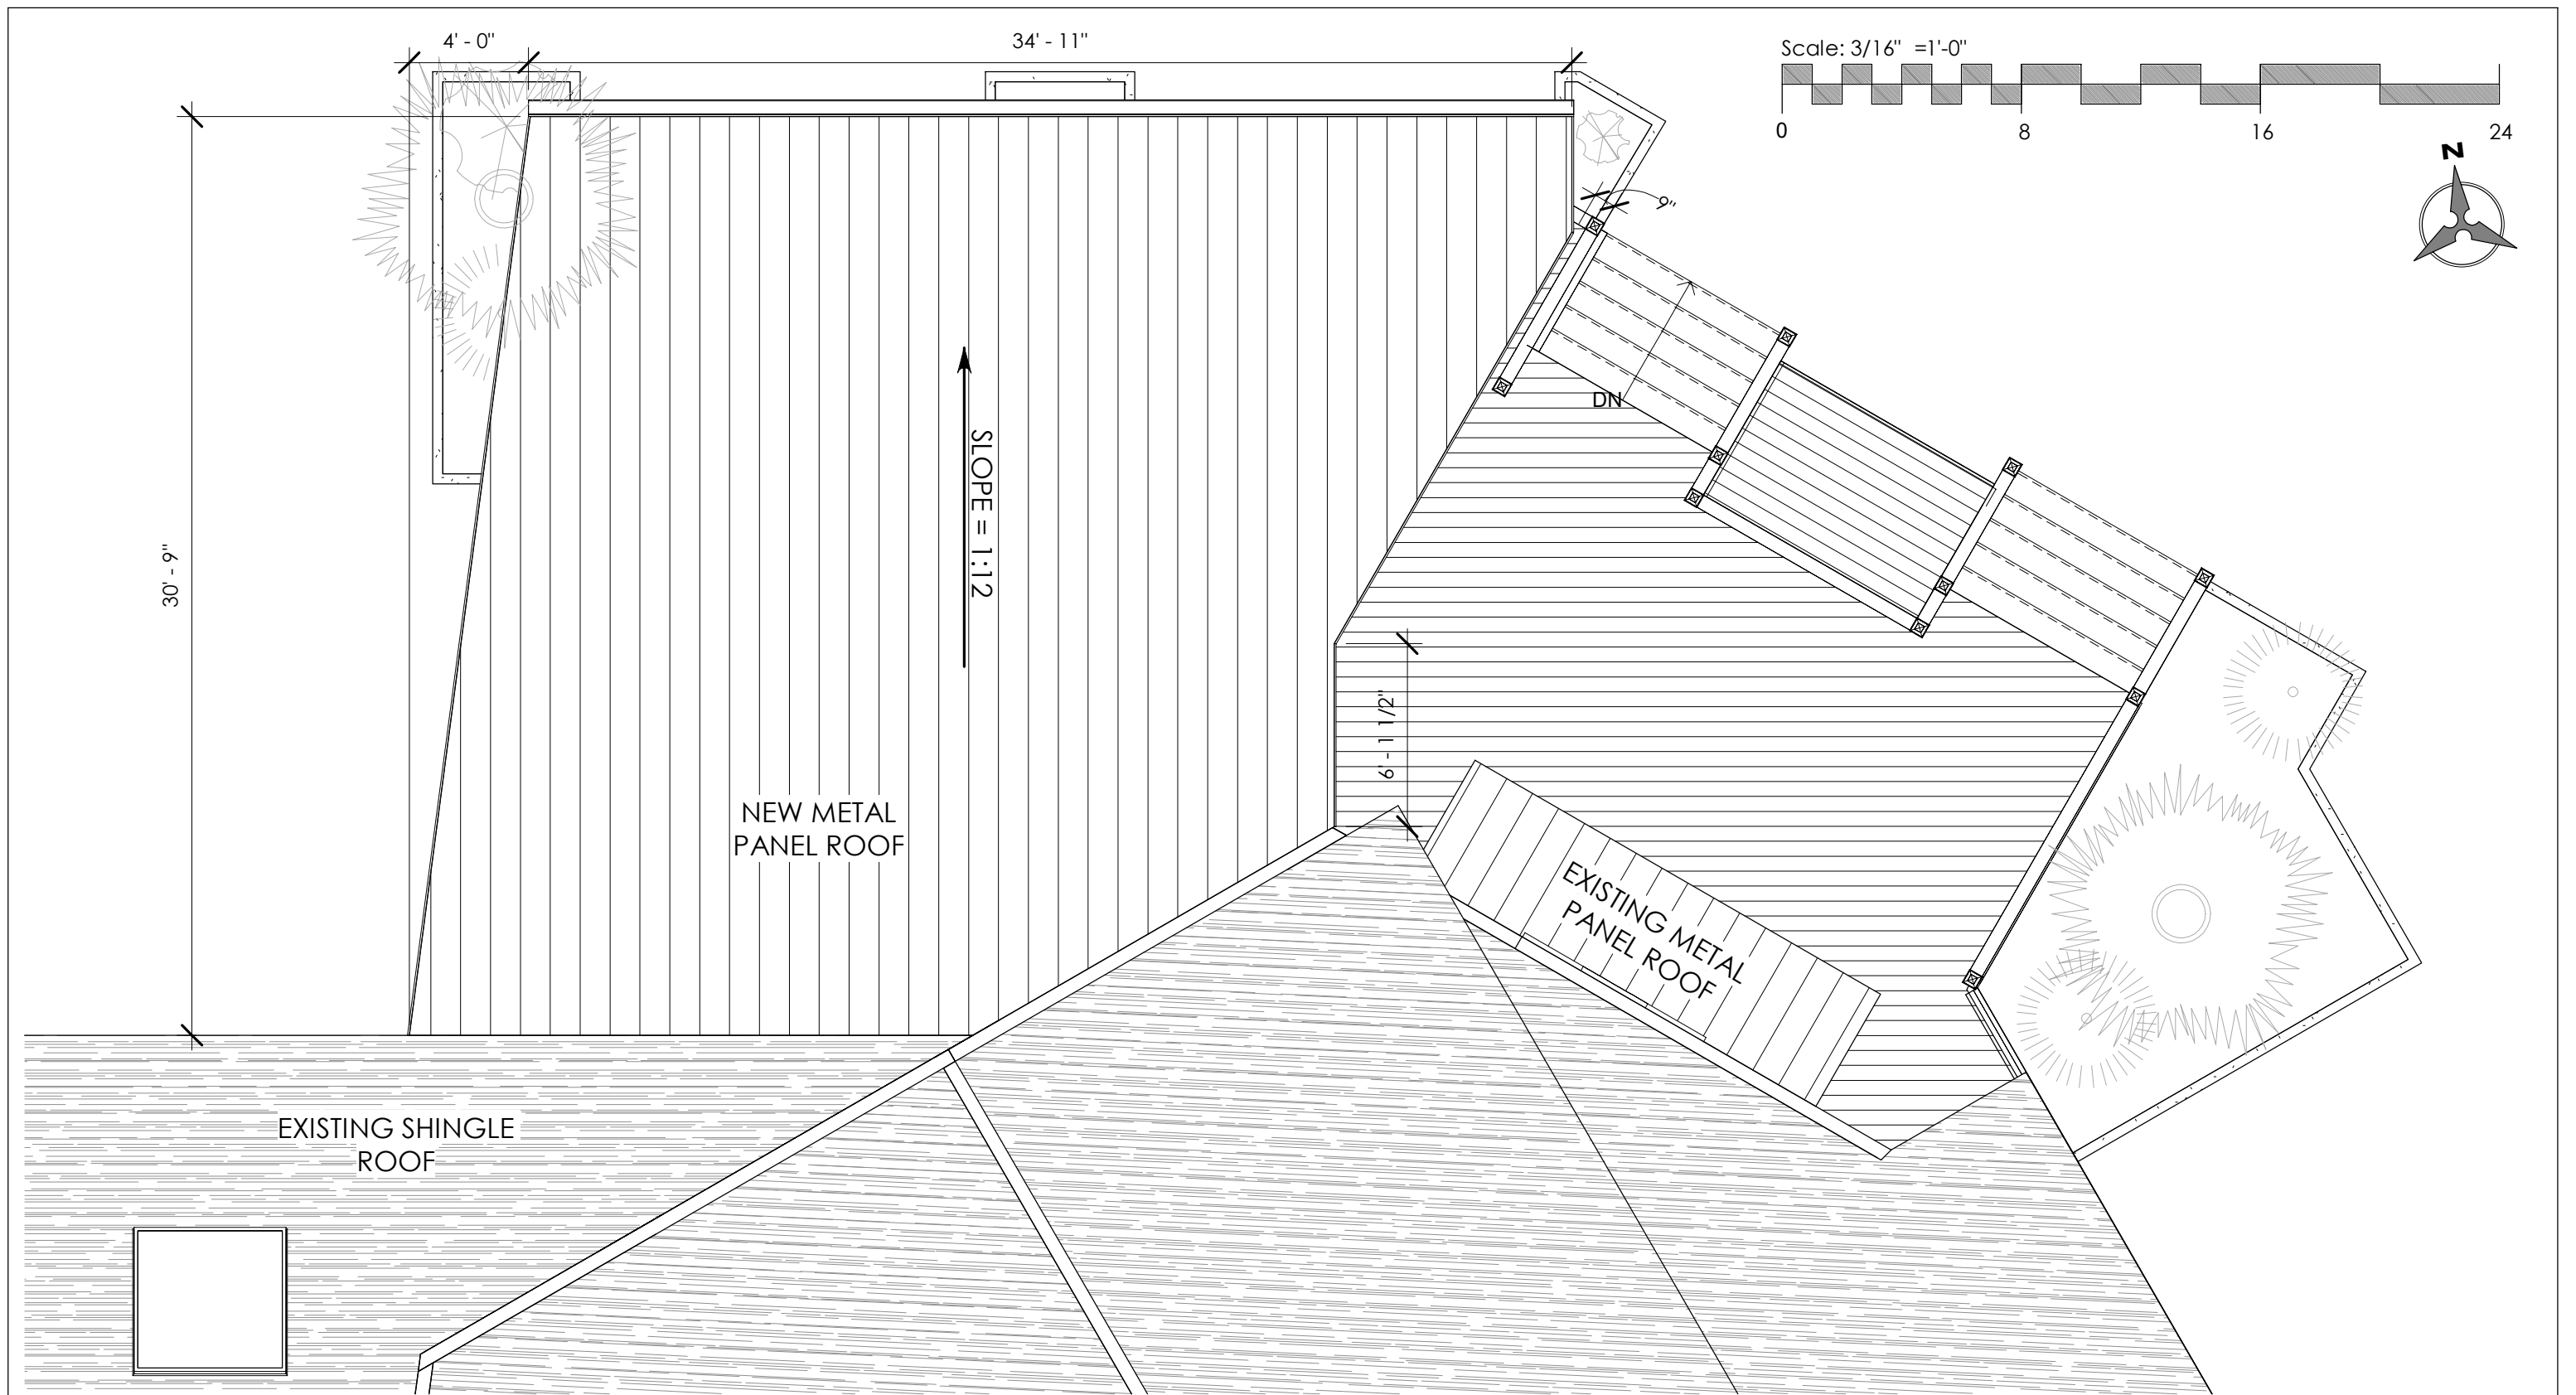 4' - 0"
34' - 11"
Scale: 3/16" =1'-0"
0
8
16
24
N
9"
DN
SLOPE = 1:12
30' - 9"
6' - 1 1/2"
NEW METAL
PANEL ROOF
EXISTING METAL
PANEL ROOF
EXISTING SHINGLE
ROOF